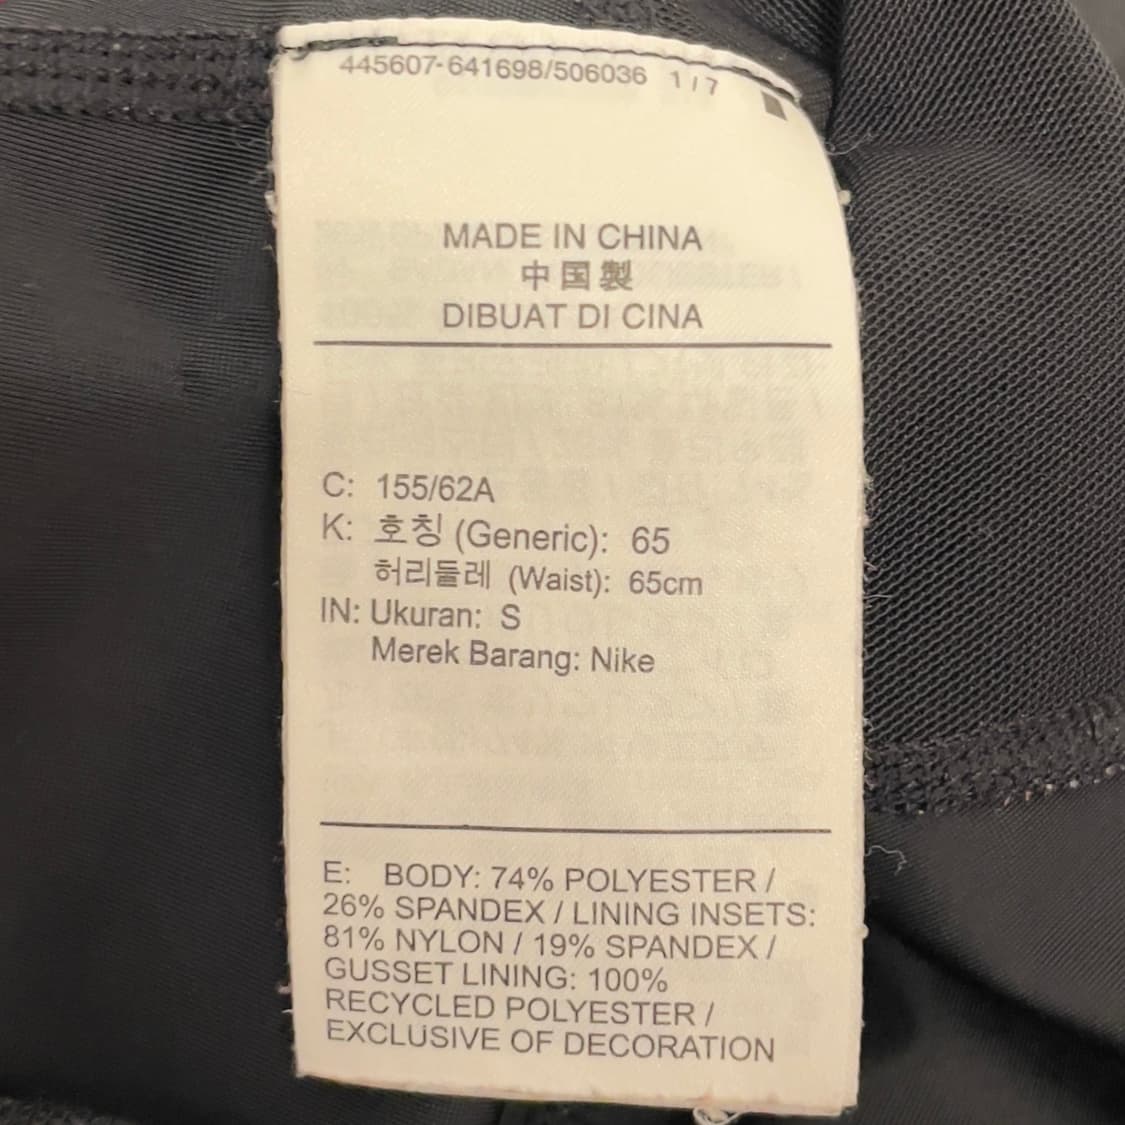 445607-641698/506036 1/7
MADE IN CHINA
中国製
DIBUAT DI CINA
C: 155/62A
K: 호칭 (Generic): 65
허리둘레 (Waist): 65cm
IN: Ukuran: S
Merek Barang: Nike
E: BODY: 74% POLYESTER /
26% SPANDEX / LINING INSETS:
81% NYLON / 19% SPANDEX /
GUSSET LINING: 100%
RECYCLED POLYESTER /
EXCLUSIVE OF DECORATION